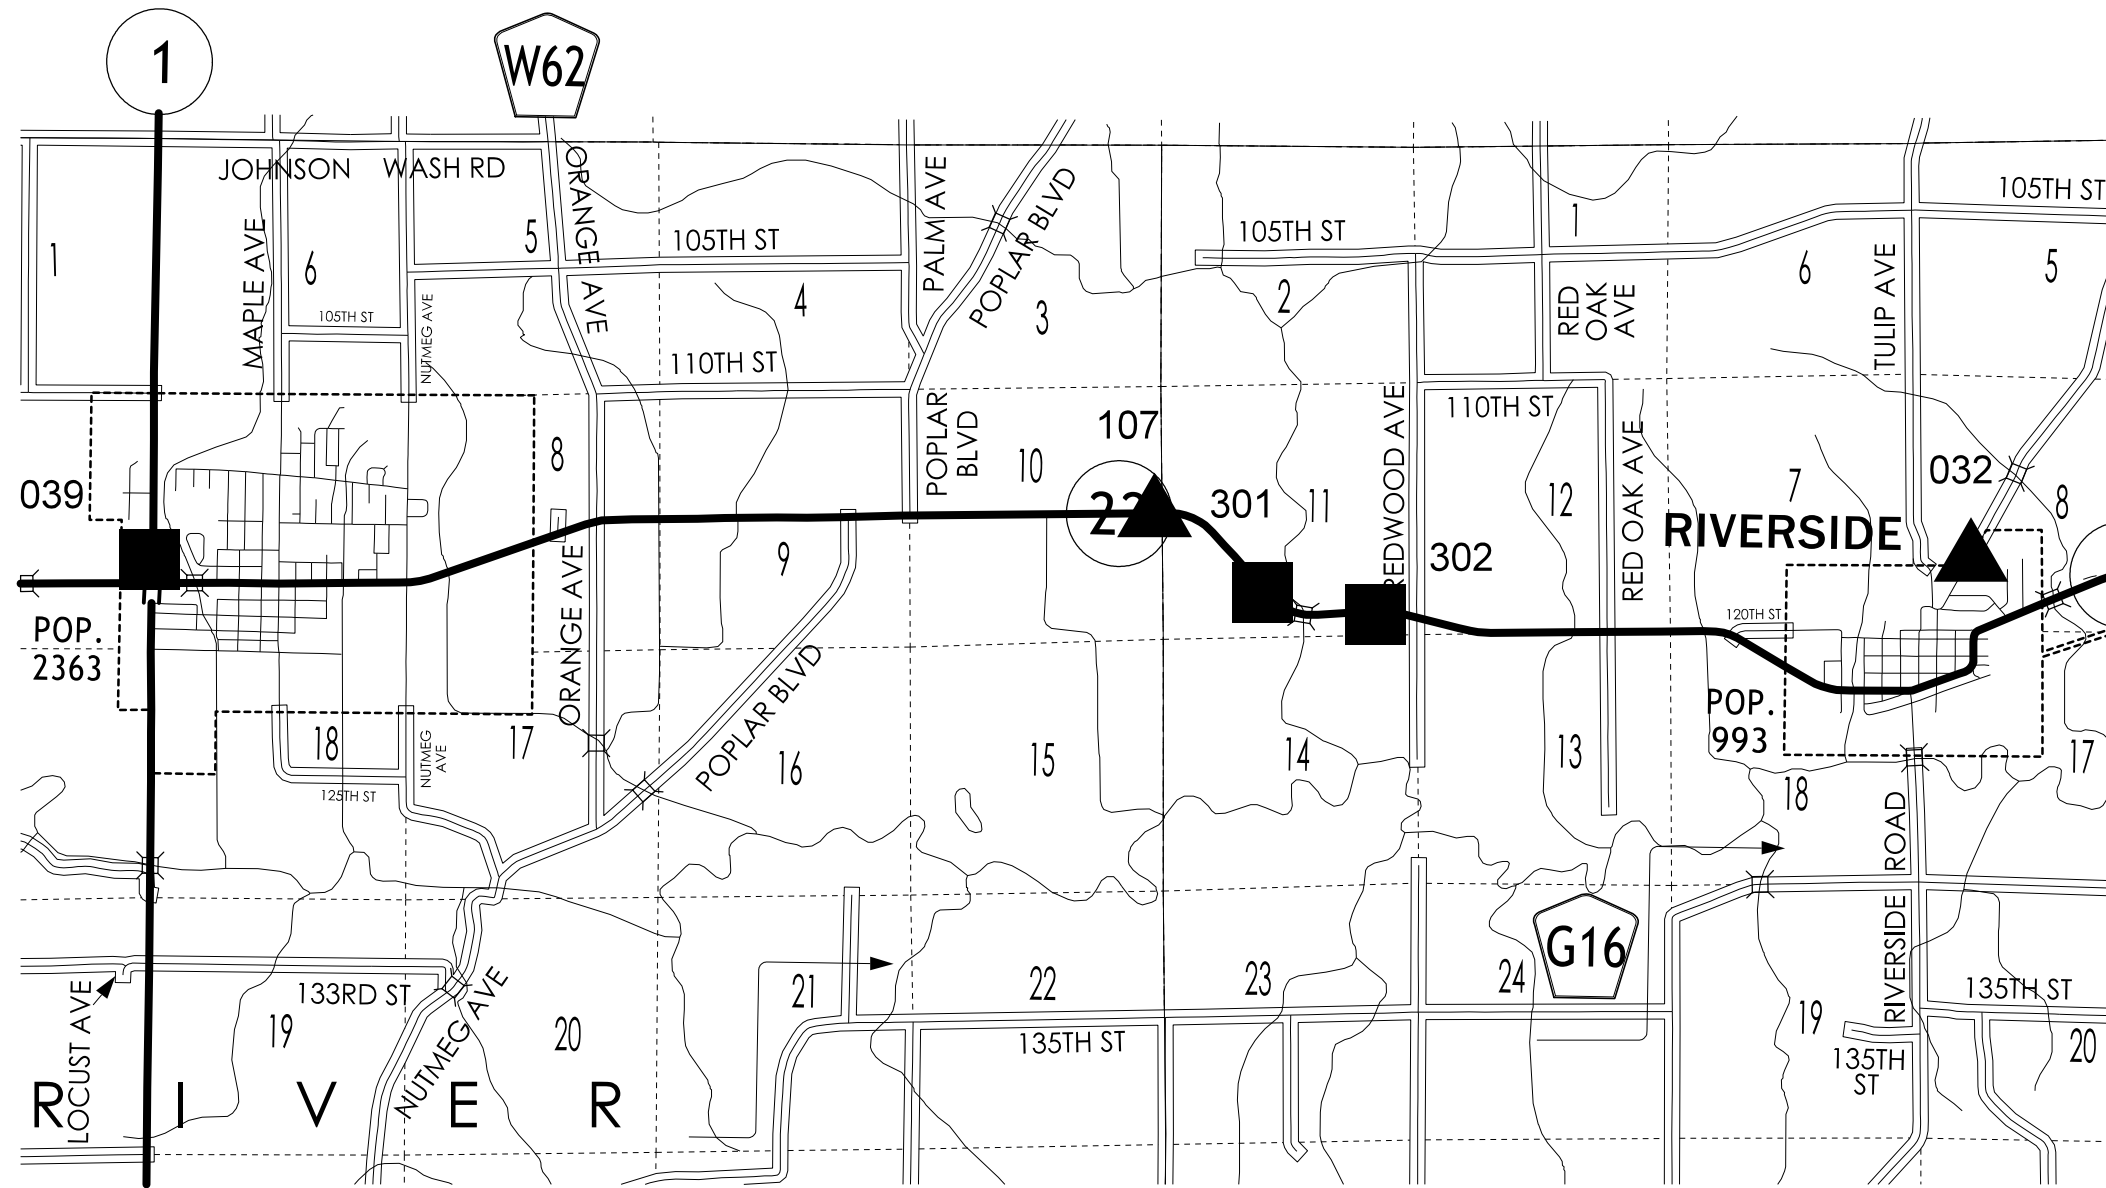 1
W62
JOHNSON WASH RD
ORANGE AVE
PALM AVE
POPLAR BLVD
105TH ST
105TH ST
105TH ST
1
MAPLE AVE
6
5
105TH ST
NUTMEG AVE
4
3
2
1
RED
OAK
AVE
6
TULIP AVE
5
110TH ST
110TH ST
039
8
POPLAR
BLVD
10
107
301
11
REDWOOD AVE
302
12
RED OAK AVE
7
032
8
RIVERSIDE
9
ORANGE AVE
POP.
2363
120TH ST
POP.
993
18
NUTMEG
AVE
125TH ST
17
POPLAR BLVD
16
15
14
13
18
17
RIVERSIDE ROAD
G16
133RD ST
LOCUST AVE
19
NUTMEG AVE
20
21
22
23
24
135TH ST
19
135TH ST
135TH
ST
20
RIVER